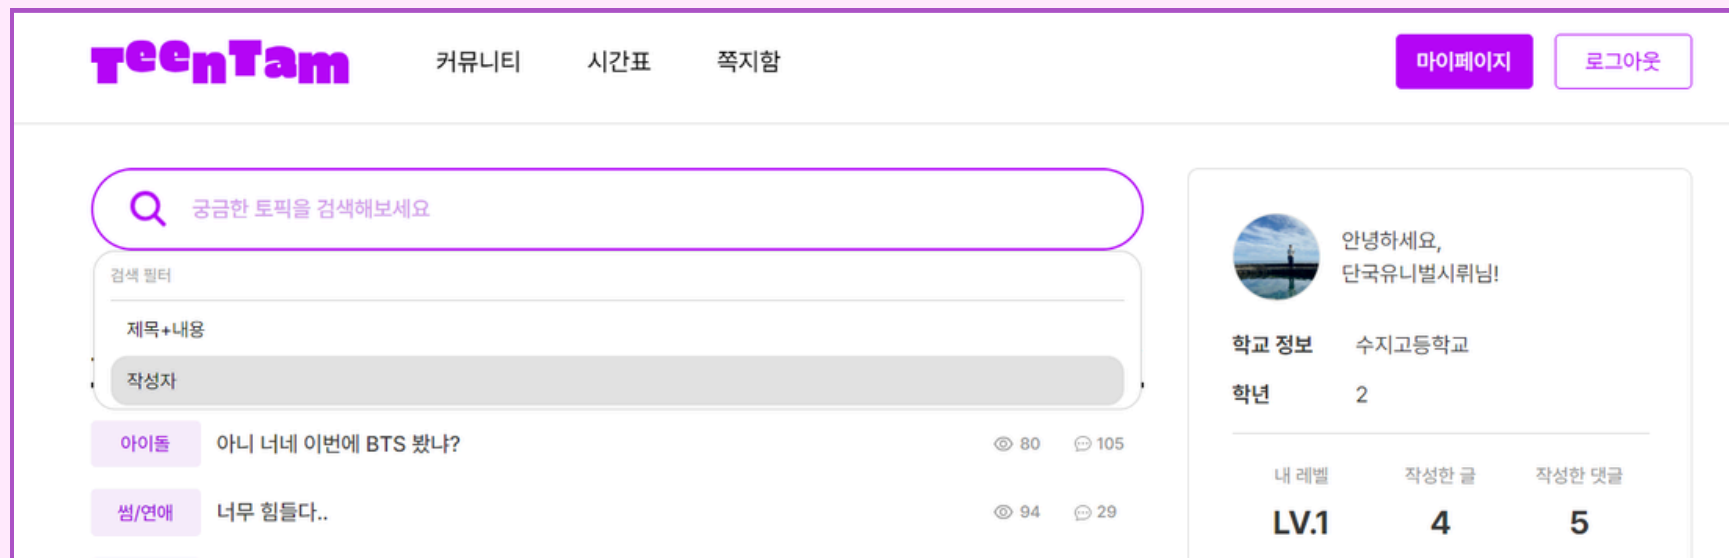 TeenTam
커뮤니티
시간표
쪽지함
마이페이지
로그아웃
궁금한 토픽을 검색해보세요
검색 필터
제목+내용
작성자
아이돌 아니 너네 이번에 BTS 봤냐? 80 105
썸/연애 너무 힘들다.. 94 29
안녕하세요,
단국유니벌시뤼님!
학교 정보 수지고등학교
학년 2
내 레벨 작성한 글 작성한 댓글
LV.1 4 5